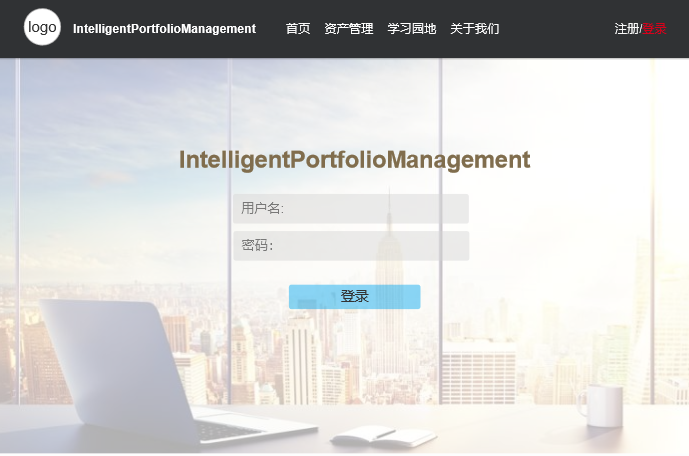 logo IntelligentPortfolioManagement 首页 资产管理 学习园地 关于我们 注册/登录
IntelligentPortfolioManagement
用户名:
密码：
登录